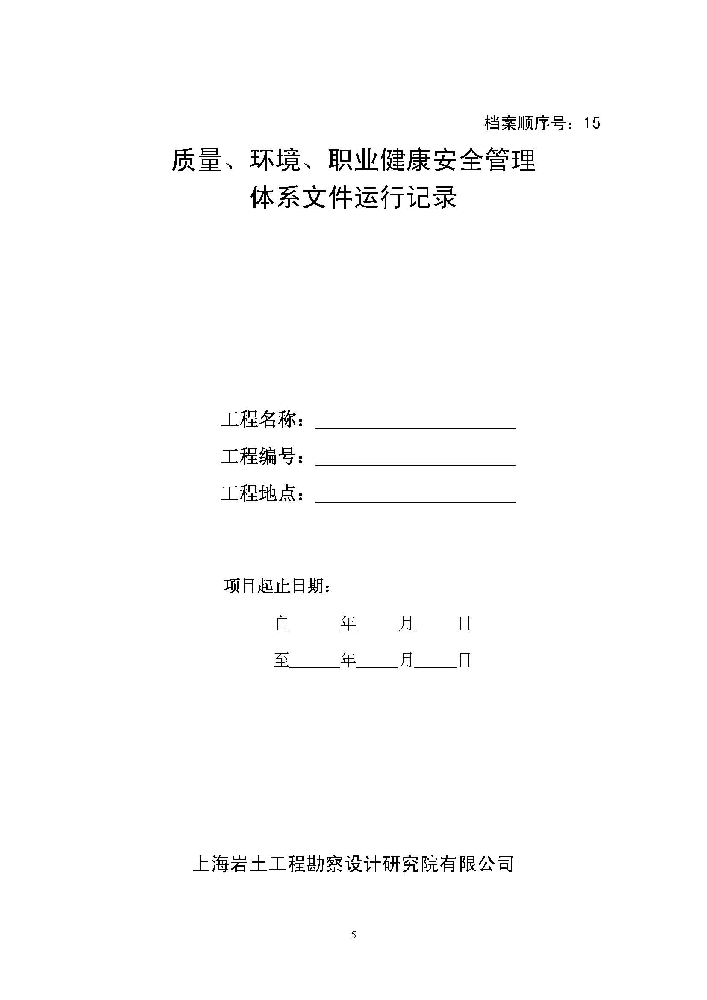 档案顺序号：15
质量、环境、职业健康安全管理
体系文件运行记录
工程名称：
工程编号：
工程地点：
项目起止日期：
自______年_____月_____日
至______年_____月_____日
上海岩土工程勘察设计研究院有限公司
5